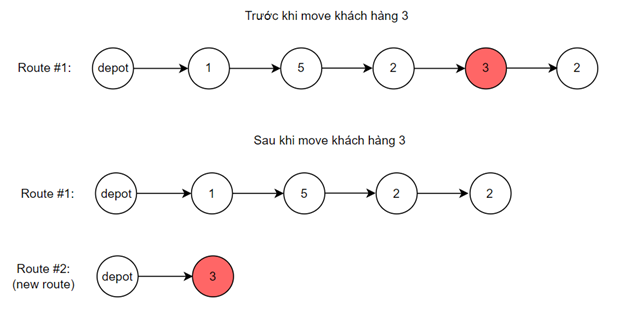 Trước khi move khách hàng 3
Route #1: depot 1 5 2 3 2
Sau khi move khách hàng 3
Route #1: depot 1 5 2 2
Route #2:
(new route) depot 3